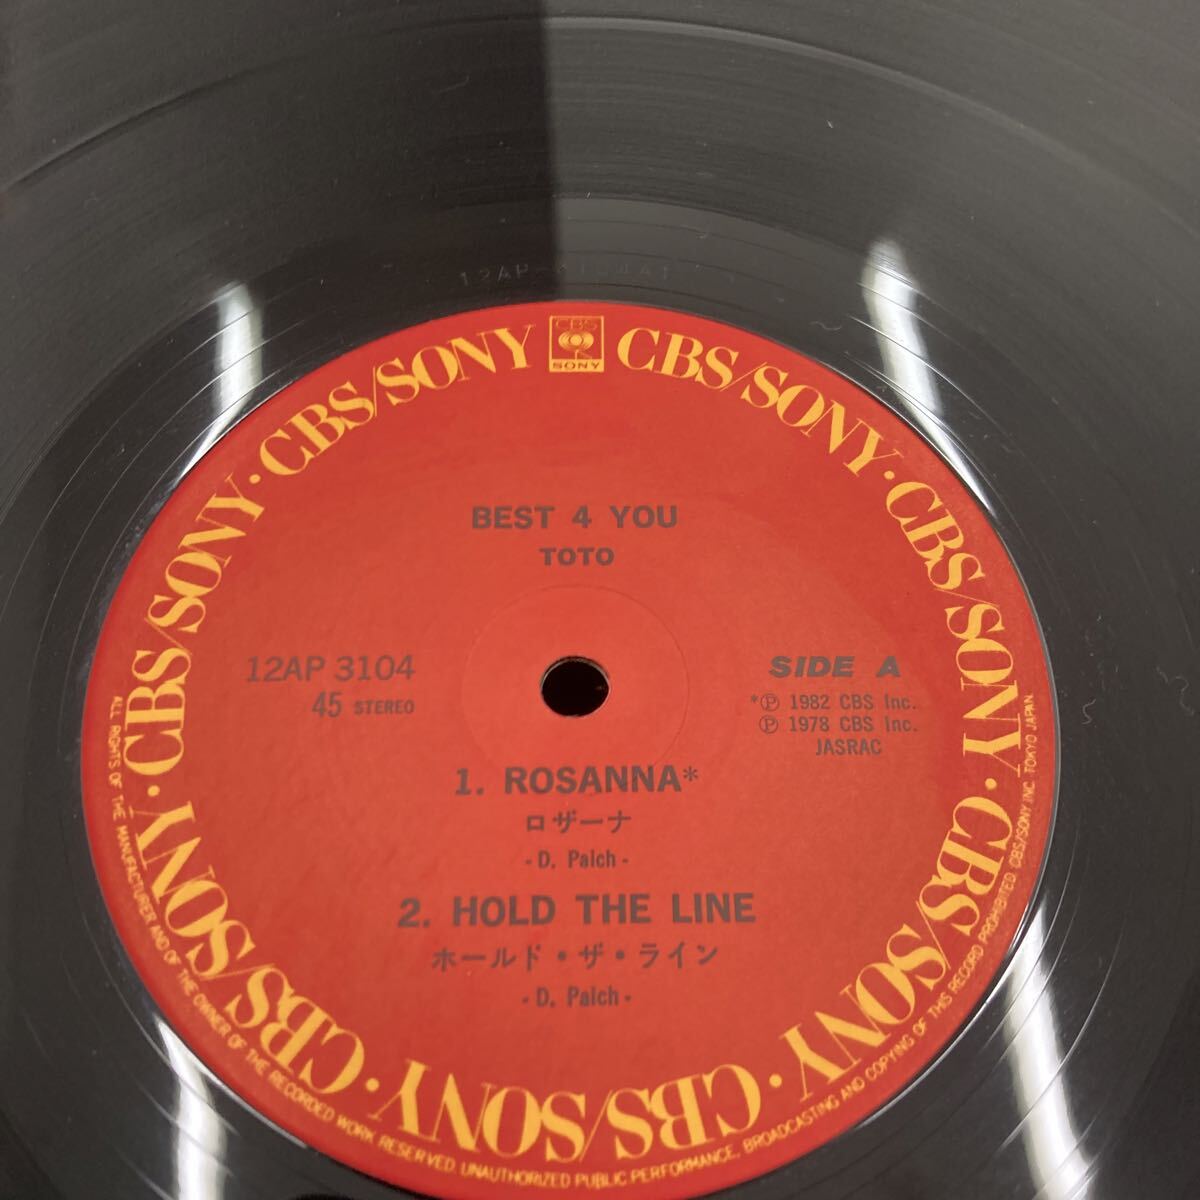 CBS/SONY · CBS/SONY · CBS/SONY · CBS/SONY · CBS/SONY · CBS/SONY · CBS/SONY · CBS/SONY
CBS
SONY
BEST 4 YOU
TOTO
12AP 3104
45 STEREO
SIDE A
*Ⓟ 1982 CBS Inc.
Ⓟ 1978 CBS Inc.
JASRAC
1. ROSANNA*
ロザーナ
- D. Paich -
2. HOLD THE LINE
ホールド・ザ・ライン
- D. Paich -
ALL RIGHTS OF THE MANUFACTURER AND OF THE OWNER OF THE RECORDED WORK RESERVED. UNAUTHORIZED PUBLIC PERFORMANCE, BROADCASTING AND COPYING OF THIS RECORD PROHIBITED. CBS/SONY INC. TOKYO JAPAN.